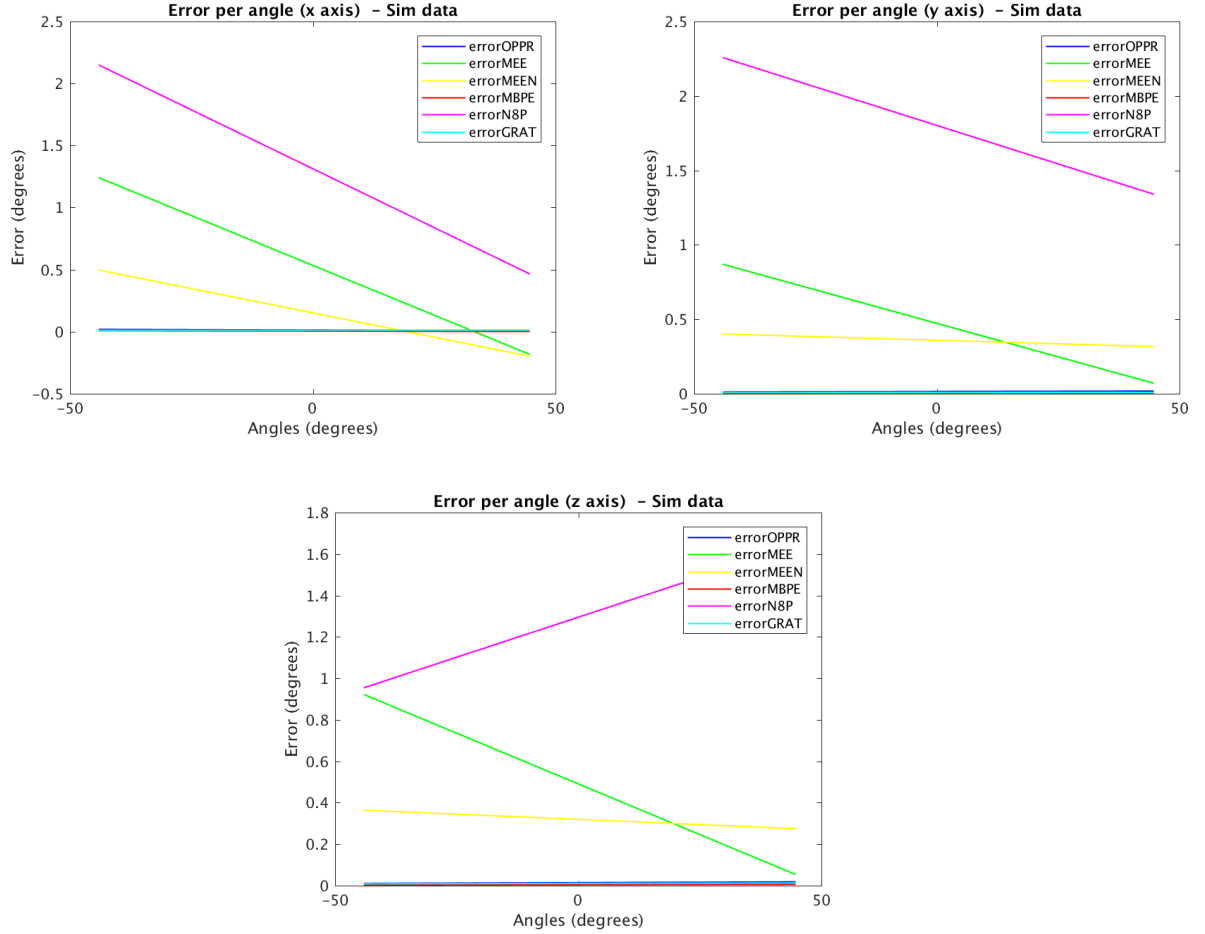 Error per angle (x axis) – Sim data
2.5
2
1.5
1
0.5
0
−0.5
Error (degrees)
−50
0
50
Angles (degrees)
errorOPPR
errorMEE
errorMEEN
errorMBPE
errorN8P
errorGRAT
Error per angle (y axis) – Sim data
2.5
2
1.5
1
0.5
0
Error (degrees)
−50
0
50
Angles (degrees)
errorOPPR
errorMEE
errorMEEN
errorMBPE
errorN8P
errorGRAT
Error per angle (z axis) – Sim data
1.8
1.6
1.4
1.2
1
0.8
0.6
0.4
0.2
0
Error (degrees)
−50
0
50
Angles (degrees)
errorOPPR
errorMEE
errorMEEN
errorMBPE
errorN8P
errorGRAT